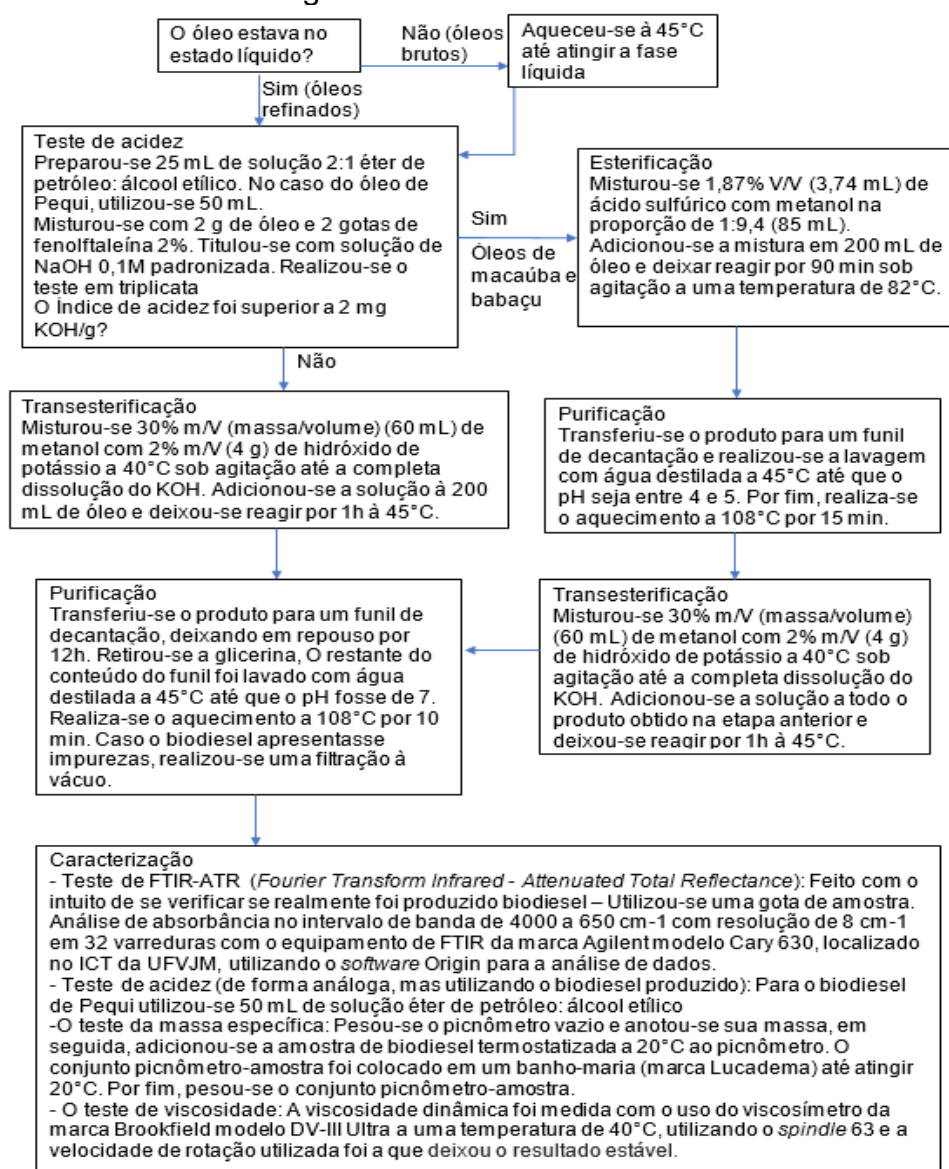 O óleo estava no
estado líquido?
Não (óleos
brutos)
Aqueceu-se à 45°C
até atingir a fase
líquida
Sim (óleos
refinados)
Teste de acidez
Preparou-se 25 mL de solução 2:1 éter de
petróleo: álcool etílico. No caso do óleo de
Pequi, utilizou-se 50 mL.
Misturou-se com 2 g de óleo e 2 gotas de
fenolftaleína 2%. Titulou-se com solução de
NaOH 0,1M padronizada. Realizou-se o
teste em triplicata
O Índice de acidez foi superior a 2 mg
KOH/g?
Sim
Óleos de
macaúba e
babaçu
Esterificação
Misturou-se 1,87% V/V (3,74 mL) de
ácido sulfúrico com metanol na
proporção de 1:9,4 (85 mL).
Adicionou-se a mistura em 200 mL de
óleo e deixar reagir por 90 min sob
agitação a uma temperatura de 82°C.
Não
Transesterificação
Misturou-se 30% m/V (massa/volume) (60 mL) de
metanol com 2% m/V (4 g) de hidróxido de
potássio a 40°C sob agitação até a completa
dissolução do KOH. Adicionou-se a solução à 200
mL de óleo e deixou-se reagir por 1h à 45°C.
Purificação
Transferiu-se o produto para um funil
de decantação e realizou-se a lavagem
com água destilada a 45°C até que o
pH seja entre 4 e 5. Por fim, realiza-se
o aquecimento a 108°C por 15 min.
Purificação
Transferiu-se o produto para um funil de
decantação, deixando em repouso por
12h. Retirou-se a glicerina, O restante do
conteúdo do funil foi lavado com água
destilada a 45°C até que o pH fosse de 7.
Realiza-se o aquecimento a 108°C por 10
min. Caso o biodiesel apresentasse
impurezas, realizou-se uma filtração à
vácuo.
Transesterificação
Misturou-se 30% m/V (massa/volume)
(60 mL) de metanol com 2% m/V (4 g)
de hidróxido de potássio a 40°C sob
agitação até a completa dissolução do
KOH. Adicionou-se a solução a todo o
produto obtido na etapa anterior e
deixou-se reagir por 1h à 45°C.
Caracterização
- Teste de FTIR-ATR (Fourier Transform Infrared - Attenuated Total Reflectance): Feito com o
intuito de se verificar se realmente foi produzido biodiesel – Utilizou-se uma gota de amostra.
Análise de absorbância no intervalo de banda de 4000 a 650 cm-1 com resolução de 8 cm-1
em 32 varreduras com o equipamento de FTIR da marca Agilent modelo Cary 630, localizado
no ICT da UFVJM, utilizando o software Origin para a análise de dados.
- Teste de acidez (de forma análoga, mas utilizando o biodiesel produzido): Para o biodiesel
de Pequi utilizou-se 50 mL de solução éter de petróleo: álcool etílico
-O teste da massa específica: Pesou-se o picnômetro vazio e anotou-se sua massa, em
seguida, adicionou-se a amostra de biodiesel termostatizada a 20°C ao picnômetro. O
conjunto picnômetro-amostra foi colocado em um banho-maria (marca Lucadema) até atingir
20°C. Por fim, pesou-se o conjunto picnômetro-amostra.
- O teste de viscosidade: A viscosidade dinâmica foi medida com o uso do viscosímetro da
marca Brookfield modelo DV-III Ultra a uma temperatura de 40°C, utilizando o spindle 63 e a
velocidade de rotação utilizada foi a que deixou o resultado estável.